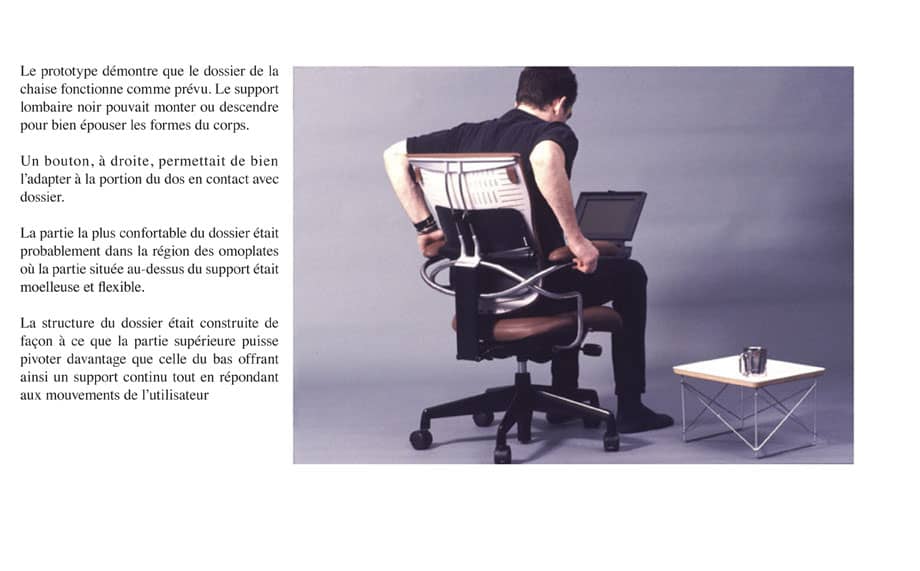 Le prototype démontre que le dossier de la
chaise fonctionne comme prévu. Le support
lombaire noir pouvait monter ou descendre
pour bien épouser les formes du corps.
Un bouton, à droite, permettait de bien
l'adapter à la portion du dos en contact avec
dossier.
La partie la plus confortable du dossier était
probablement dans la région des omoplates
où la partie située au-dessus du support était
moelleuse et flexible.
La structure du dossier était construite de
façon à ce que la partie supérieure puisse
pivoter davantage que celle du bas offrant
ainsi un support continu tout en répondant
aux mouvements de l'utilisateur